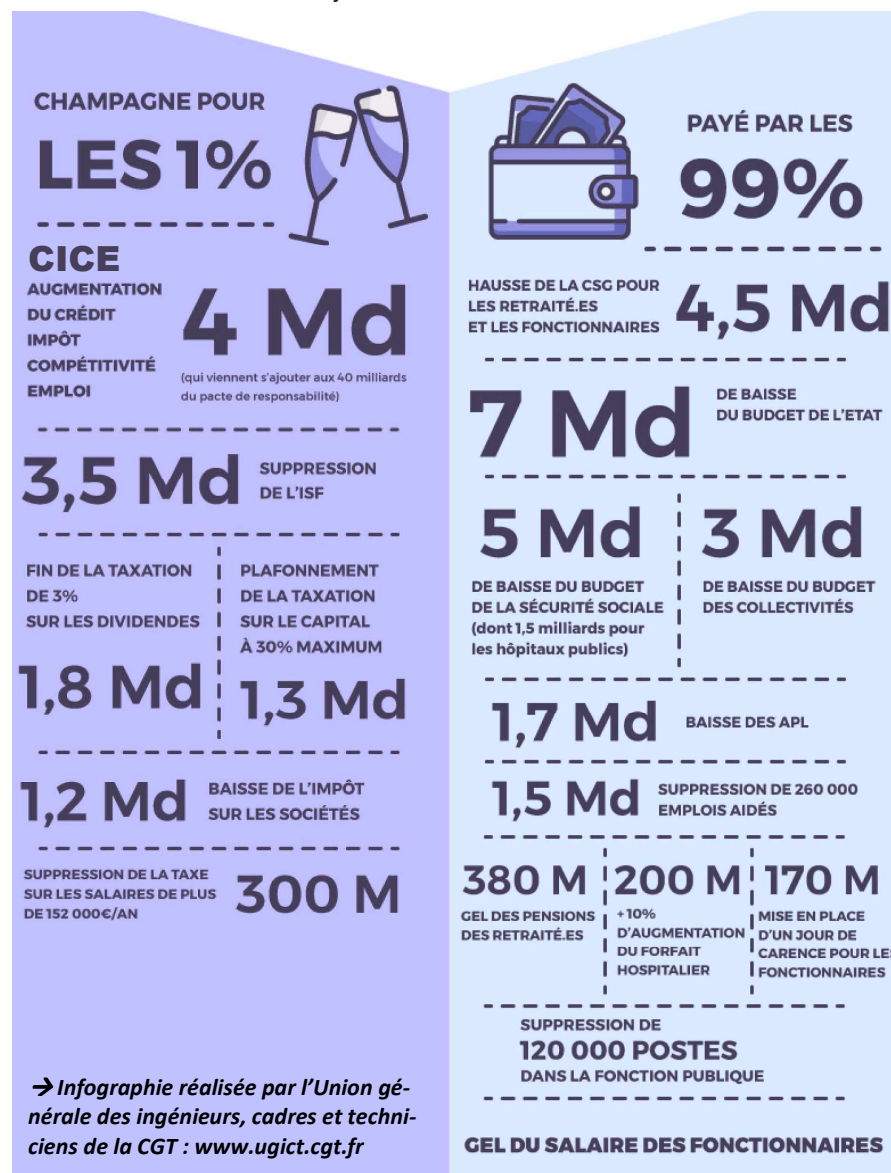 CHAMPAGNE POUR
LES 1%
CICE
AUGMENTATION
DU CRÉDIT
IMPÔT
COMPÉTITIVITÉ
EMPLOI
4 Md
(qui viennent s'ajouter aux 40 milliards
du pacte de responsabilité)
3,5 Md
SUPPRESSION
DE L'ISF
FIN DE LA TAXATION
DE 3%
SUR LES DIVIDENDES
1,8 Md
PLAFONNEMENT
DE LA TAXATION
SUR LE CAPITAL
À 30% MAXIMUM
1,3 Md
1,2 Md
BAISSE DE L'IMPÔT
SUR LES SOCIÉTÉS
SUPPRESSION DE LA TAXE
SUR LES SALAIRES DE PLUS
DE 152 000€/AN
300 M
→ Infographie réalisée par l'Union gé-
nérale des ingénieurs, cadres et techni-
ciens de la CGT : www.ugict.cgt.fr
PAYÉ PAR LES
99%
HAUSSE DE LA CSG POUR
LES RETRAITÉ.ES
ET LES FONCTIONNAIRES
4,5 Md
7 Md
DE BAISSE
DU BUDGET DE L'ETAT
5 Md
DE BAISSE DU BUDGET
DE LA SÉCURITÉ SOCIALE
(dont 1,5 milliards pour
les hôpitaux publics)
3 Md
DE BAISSE DU BUDGET
DES COLLECTIVITÉS
1,7 Md
BAISSE DES APL
1,5 Md
SUPPRESSION DE 260 000
EMPLOIS AIDÉS
380 M
GEL DES PENSIONS
DES RETRAITÉ.ES
200 M
+10%
D'AUGMENTATION
DU FORFAIT
HOSPITALIER
170 M
MISE EN PLACE
D'UN JOUR DE
CARENCE POUR LES
FONCTIONNAIRES
SUPPRESSION DE
120 000 POSTES
DANS LA FONCTION PUBLIQUE
GEL DU SALAIRE DES FONCTIONNAIRES